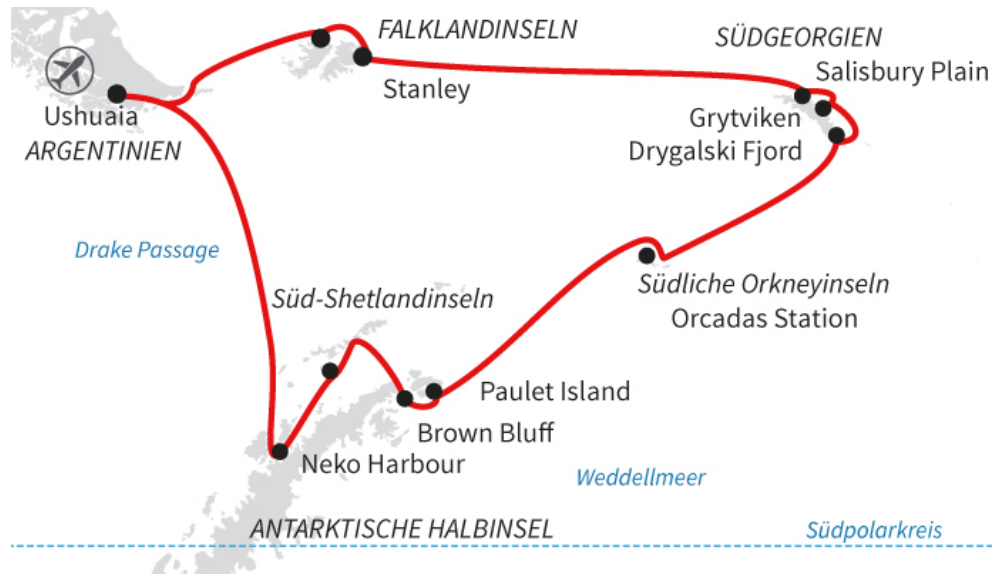 FALKLANDINSELN
SÜDGEORGIEN
Salisbury Plain
Stanley
Ushuaia
ARGENTINIEN
Grytviken
Drygalski Fjord
Drake Passage
Süd-Shetlandinseln
Südliche Orkneyinseln
Orcadas Station
Paulet Island
Brown Bluff
Neko Harbour
Weddellmeer
ANTARKTISCHE HALBINSEL
Südpolarkreis